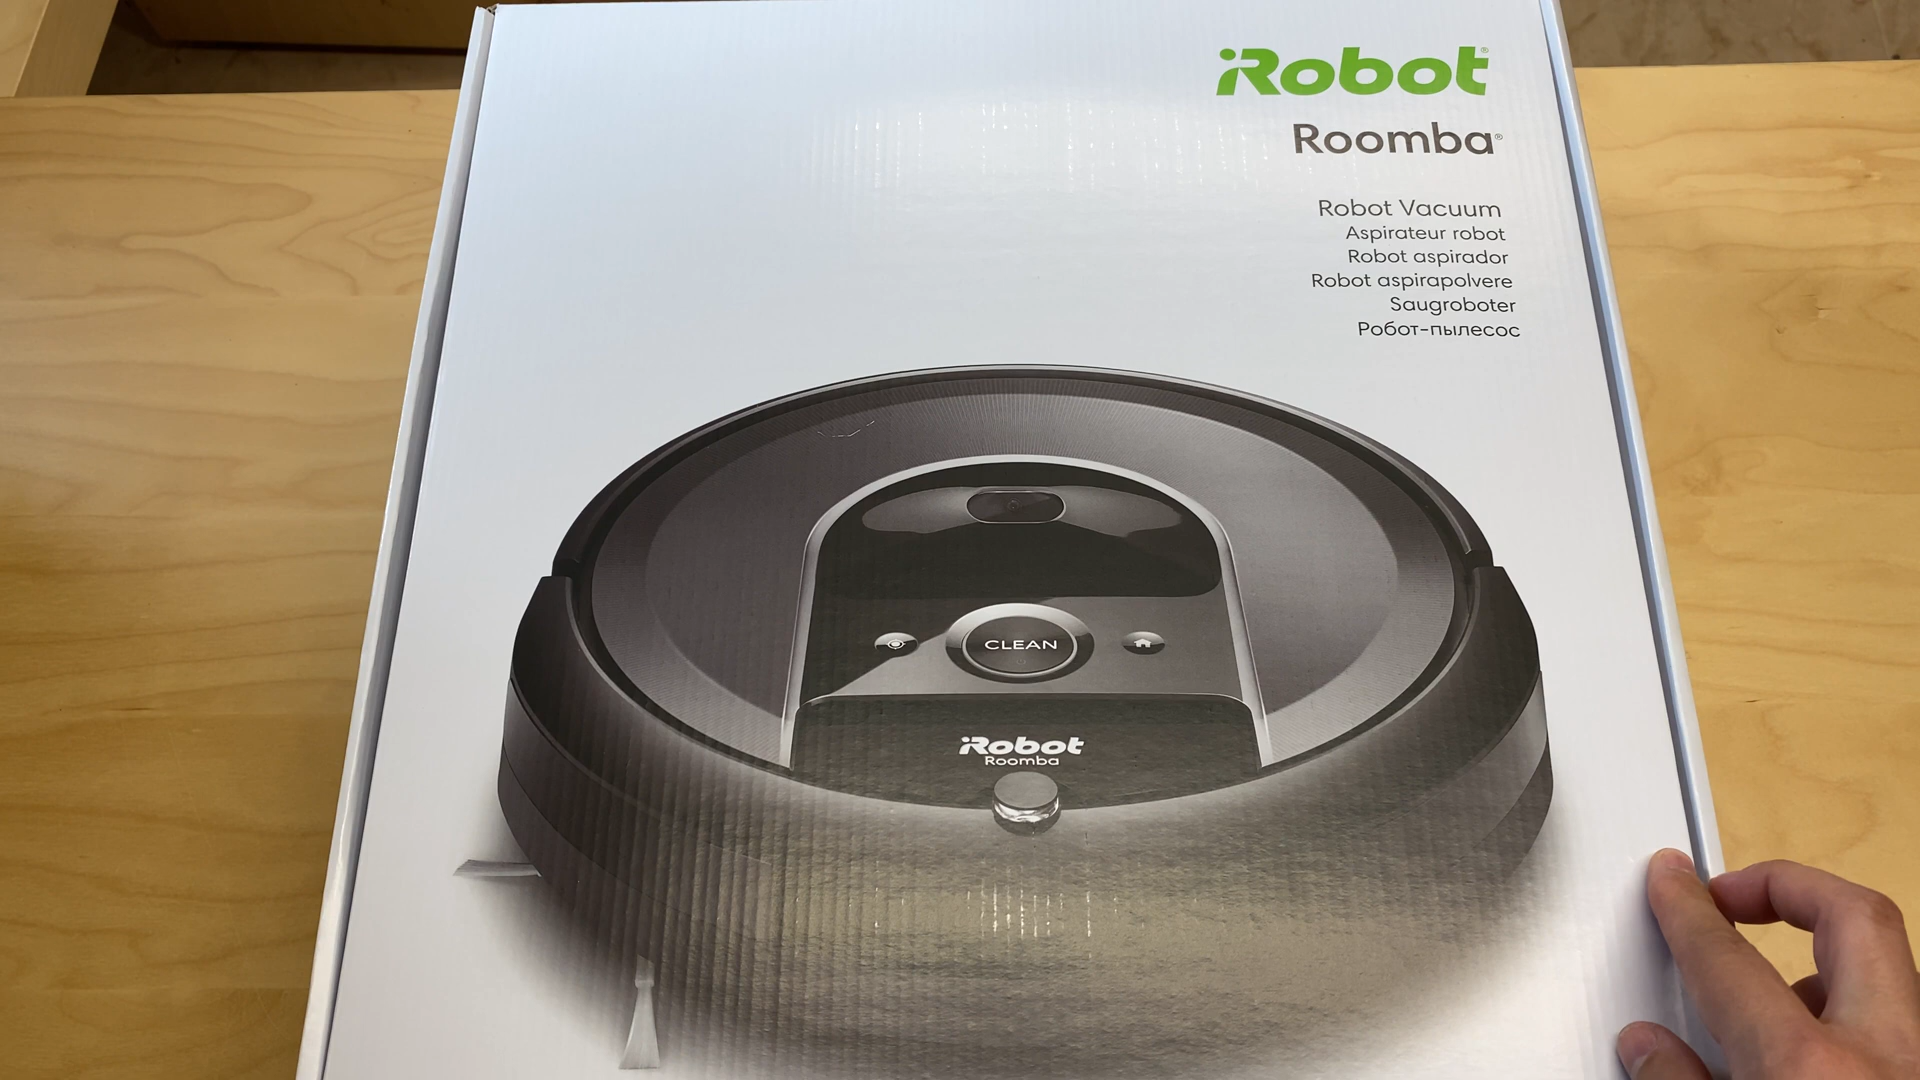 iRobot®
Roomba®
Robot Vacuum
Aspirateur robot
Robot aspirador
Robot aspirapolvere
Saugroboter
Робот-пылесос
CLEAN
iRobot
Roomba